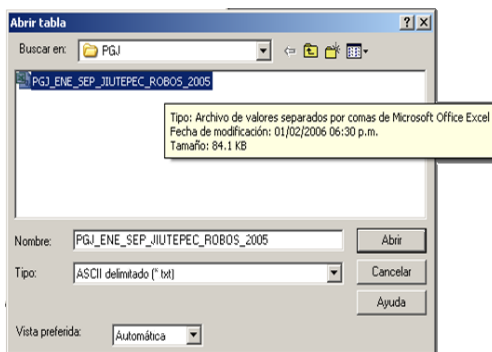 Abrir tabla
Buscar en: PGJ
PGJ_ENE_SEP_JIUTEPEC_ROBOS_2005
Tipo: Archivo de valores separados por comas de Microsoft Office Excel
Fecha de modificación: 01/02/2006 06:30 p.m.
Tamaño: 84.1 KB
Nombre: PGJ_ENE_SEP_JIUTEPEC_ROBOS_2005 Abrir
Tipo: ASCII delimitado (*.txt) Cancelar
Ayuda
Vista preferida: Automática